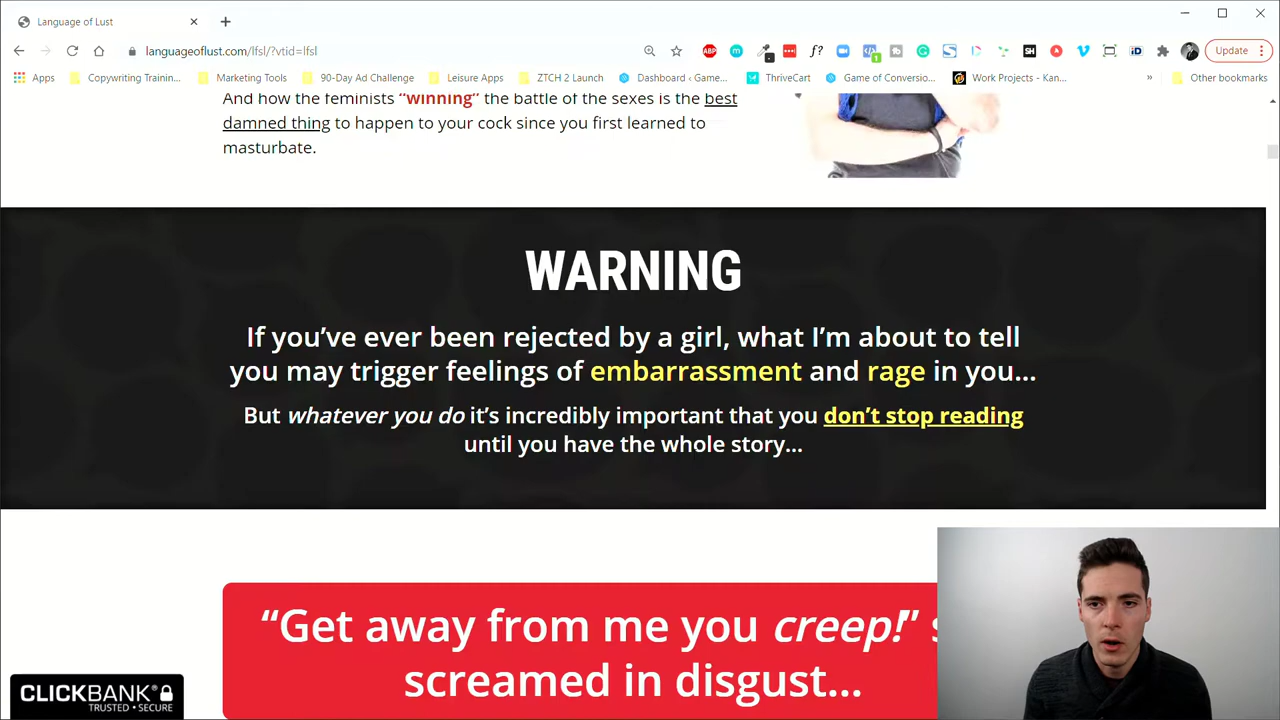 Language of Lust
languageoflust.com/lfsl/?vtid=lfsl
Update
Apps Copywriting Trainin... Marketing Tools 90-Day Ad Challenge Leisure Apps ZTCH 2 Launch Dashboard ‹ Game... ThriveCart Game of Conversio... Work Projects - Kan... » Other bookmarks
And how the feminists “winning” the battle of the sexes is the best
damned thing to happen to your cock since you first learned to
masturbate.
WARNING
If you’ve ever been rejected by a girl, what I’m about to tell
you may trigger feelings of embarrassment and rage in you...
But whatever you do it’s incredibly important that you don’t stop reading
until you have the whole story...
“Get away from me you creep!” s
screamed in disgust...
CLICKBANK®
TRUSTED • SECURE